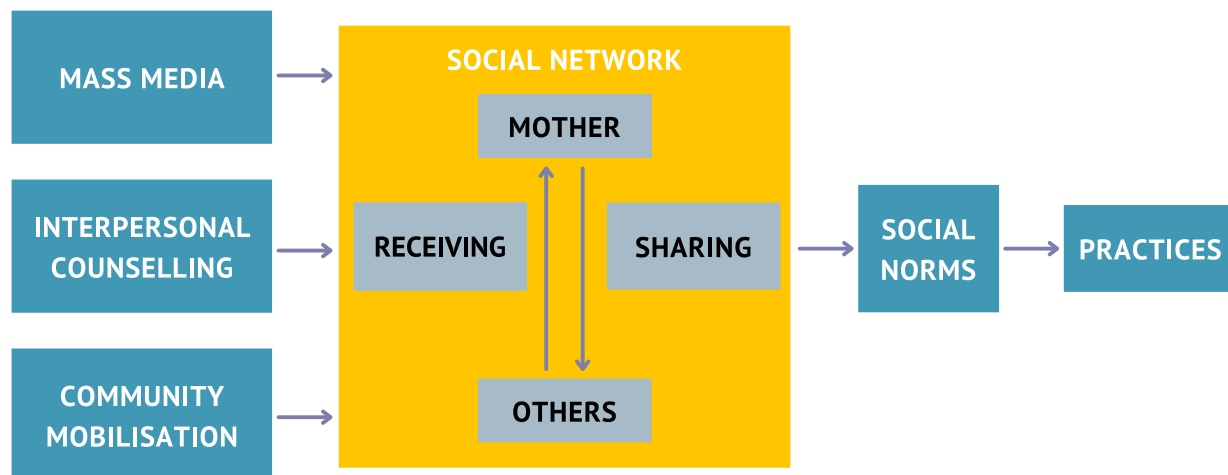 MASS MEDIA
INTERPERSONAL
COUNSELLING
COMMUNITY
MOBILISATION
SOCIAL NETWORK
MOTHER
RECEIVING
SHARING
OTHERS
SOCIAL
NORMS
PRACTICES